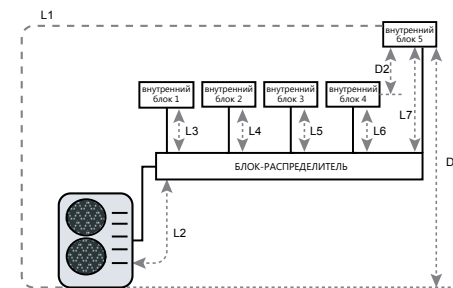 L1
внутренний
блок 5
D2
внутренний
блок 1
внутренний
блок 2
внутренний
блок 3
внутренний
блок 4
L7
L3
L4
L5
L6
БЛОК-РАСПРЕДЕЛИТЕЛЬ
D
L2